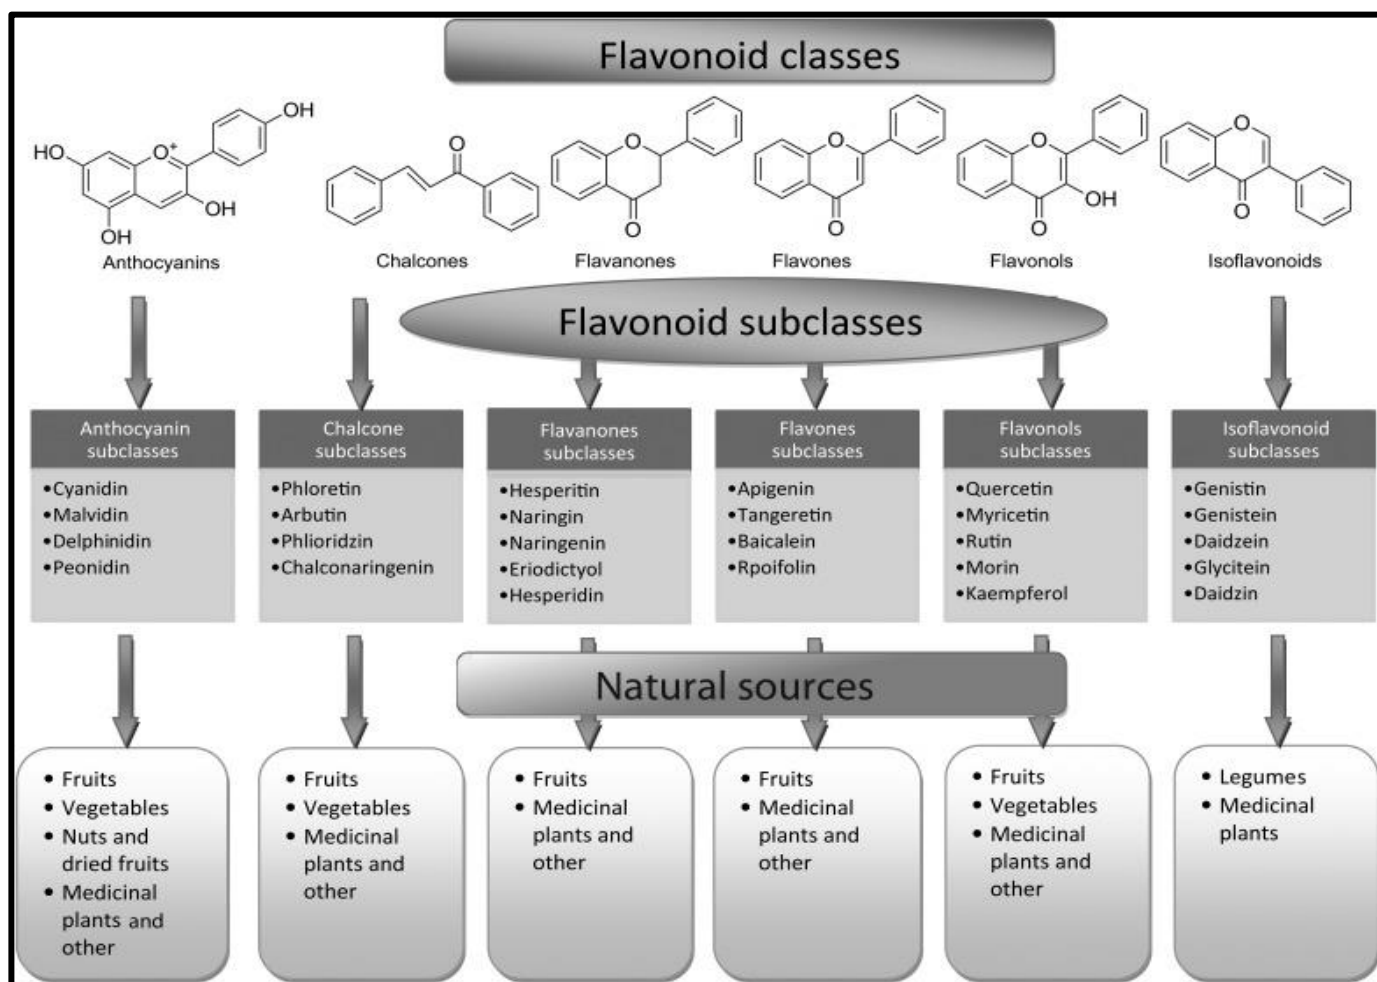 Flavonoid classes
OH
HO
O+
OH
OH
Anthocyanins
O
Chalcones
O
O
Flavanones
O
O
Flavones
O
OH
O
Flavonols
O
O
Isoflavonoids
Flavonoid subclasses
Anthocyanin
subclasses
•Cyanidin
•Malvidin
•Delphinidin
•Peonidin
Chalcone
subclasses
•Phloretin
•Arbutin
•Phlioridzin
•Chalconaringenin
Flavanones
subclasses
•Hesperitin
•Naringin
•Naringenin
•Eriodictyol
•Hesperidin
Flavones
subclasses
•Apigenin
•Tangeretin
•Baicalein
•Rpoifolin
Flavonols
subclasses
•Quercetin
•Myricetin
•Rutin
•Morin
•Kaempferol
Isoflavonoid
subclasses
•Genistin
•Genistein
•Daidzein
•Glycitein
•Daidzin
Natural sources
• Fruits
• Vegetables
• Nuts and
dried fruits
• Medicinal
plants and
other
• Fruits
• Vegetables
• Medicinal
plants and
other
• Fruits
• Medicinal
plants and
other
• Fruits
• Medicinal
plants and
other
• Fruits
• Vegetables
• Medicinal
plants and
other
• Legumes
• Medicinal
plants